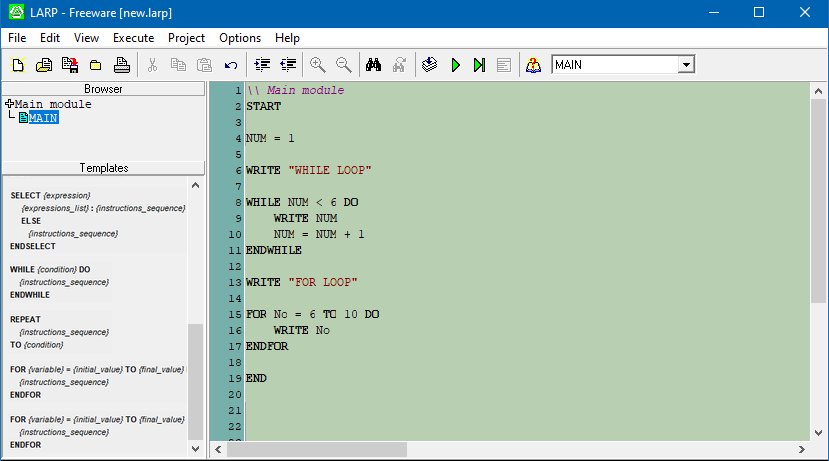 LARP - Freeware [new.larp]
File Edit View Execute Project Options Help
MAIN
Browser
Main module
MAIN
Templates
SELECT {expression}
{expressions_list} : {instructions_sequence}
ELSE
{instructions_sequence}
ENDSELECT
WHILE {condition} DO
{instructions_sequence}
ENDWHILE
REPEAT
{instructions_sequence}
TO {condition}
FOR {variable} = {initial_value} TO {final_value}
{instructions_sequence}
ENDFOR
FOR {variable} = {initial_value} TO {final_value}
{instructions_sequence}
ENDFOR
1 \\ Main module
2 START
3
4 NUM = 1
5
6 WRITE "WHILE LOOP"
7
8 WHILE NUM < 6 DO
9 WRITE NUM
10 NUM = NUM + 1
11 ENDWHILE
12
13 WRITE "FOR LOOP"
14
15 FOR No = 6 TO 10 DO
16 WRITE No
17 ENDFOR
18
19 END
20
21
22